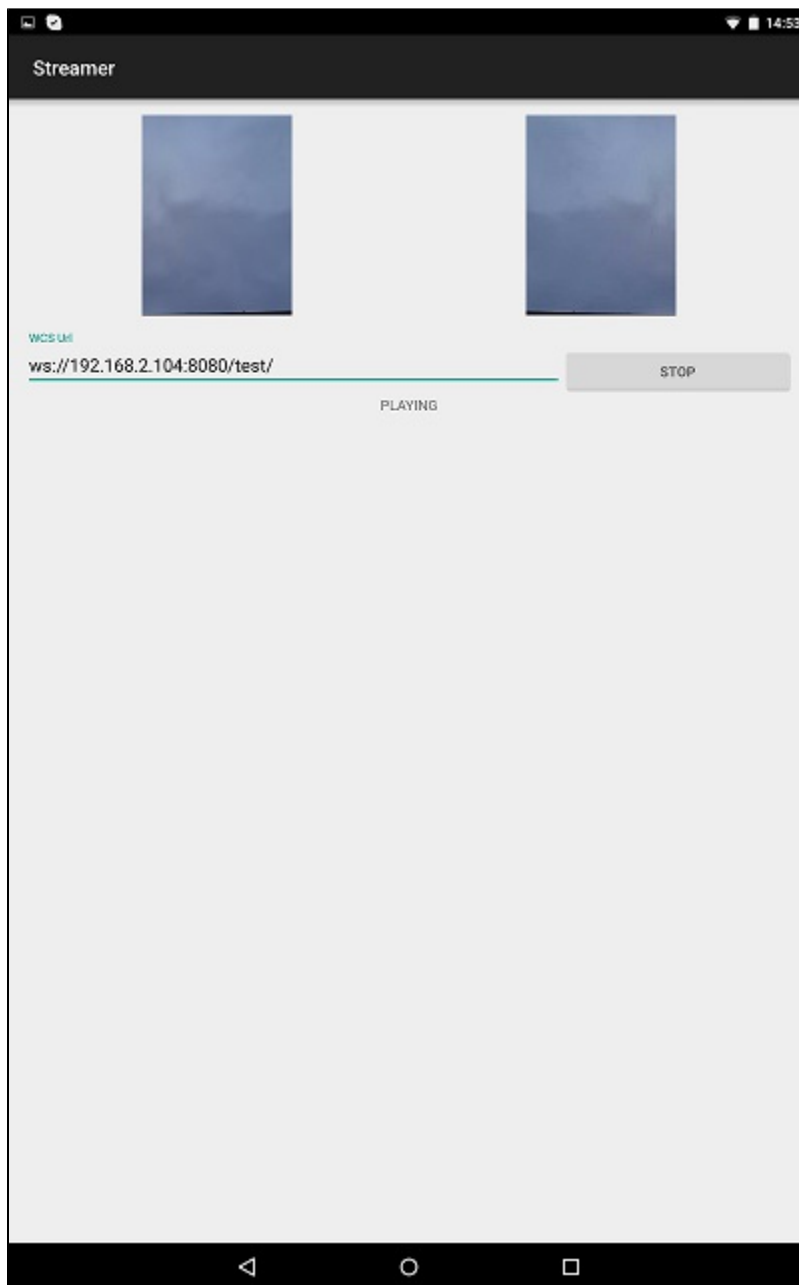 14:53
Streamer
WCS Url
ws://192.168.2.104:8080/test/
STOP
PLAYING